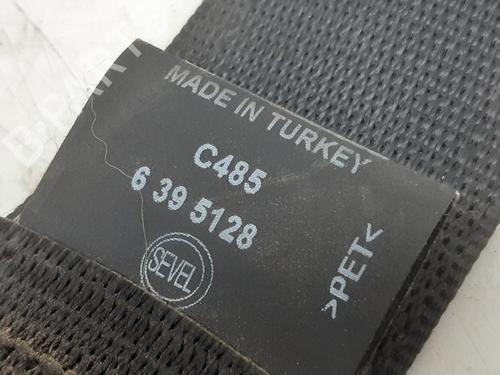 MADE IN TURKEY
C485
6 39 5128
SEVEL
>PET<